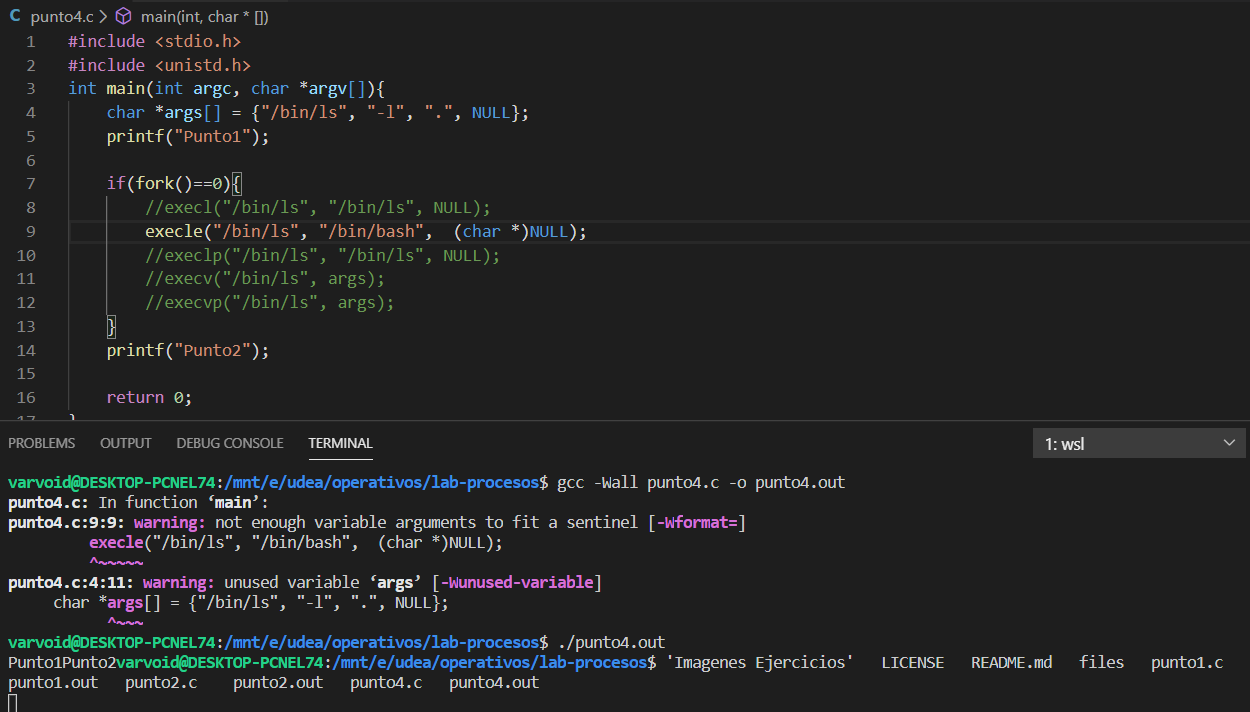 C punto4.c > main(int, char * [])
1 #include <stdio.h>
2 #include <unistd.h>
3 int main(int argc, char *argv[]){
4     char *args[] = {"/bin/ls", "-l", ".", NULL};
5     printf("Punto1");
6
7     if(fork()==0){
8         //execl("/bin/ls", "/bin/ls", NULL);
9         execle("/bin/ls", "/bin/bash",  (char *)NULL);
10         //execlp("/bin/ls", "/bin/ls", NULL);
11         //execv("/bin/ls", args);
12         //execvp("/bin/ls", args);
13     }
14     printf("Punto2");
15
16     return 0;
17 }
PROBLEMS OUTPUT DEBUG CONSOLE TERMINAL 1: wsl
varvoid@DESKTOP-PCNEL74:/mnt/e/udea/operativos/lab-procesos$ gcc -Wall punto4.c -o punto4.out
punto4.c: In function ‘main’:
punto4.c:9:9: warning: not enough variable arguments to fit a sentinel [-Wformat=]
         execle("/bin/ls", "/bin/bash",  (char *)NULL);
         ^~~~~~
punto4.c:4:11: warning: unused variable ‘args’ [-Wunused-variable]
     char *args[] = {"/bin/ls", "-l", ".", NULL};
           ^~~~
varvoid@DESKTOP-PCNEL74:/mnt/e/udea/operativos/lab-procesos$ ./punto4.out
Punto1Punto2varvoid@DESKTOP-PCNEL74:/mnt/e/udea/operativos/lab-procesos$ 'Imagenes Ejercicios'   LICENSE   README.md   files   punto1.c
punto1.out   punto2.c   punto2.out   punto4.c   punto4.out